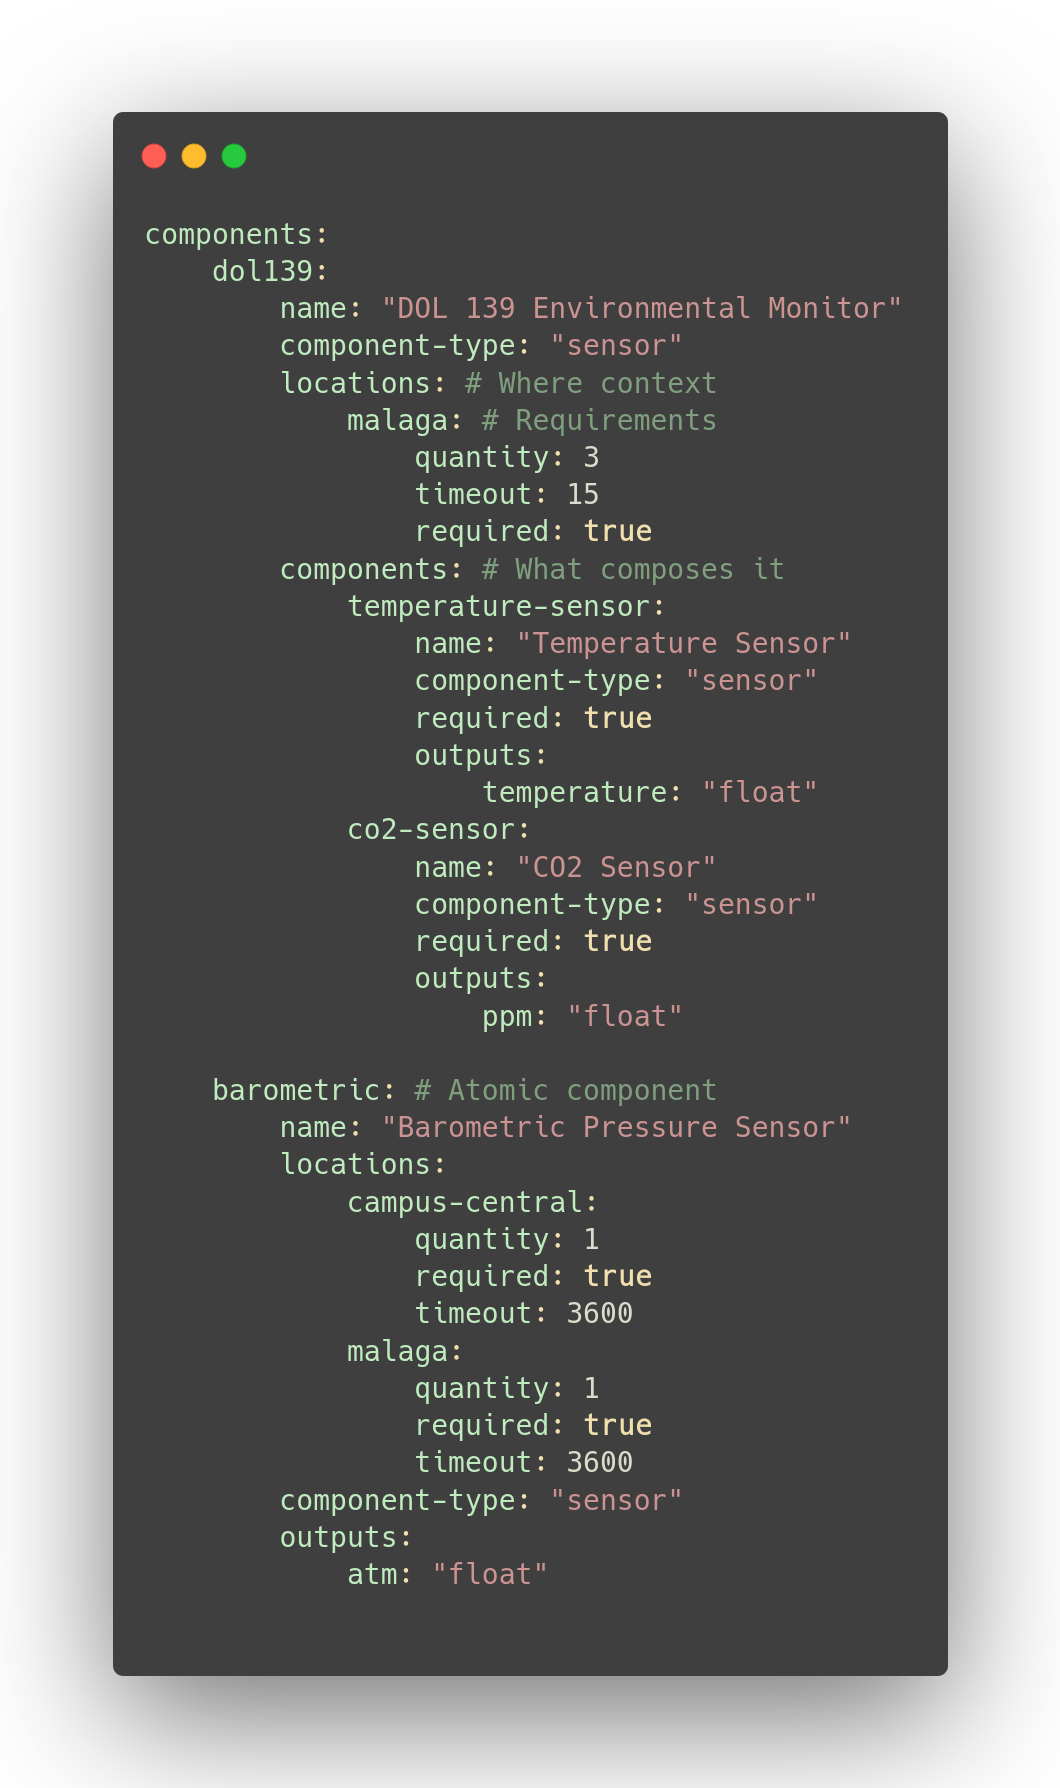 components:
    dol139:
        name: "DOL 139 Environmental Monitor"
        component-type: "sensor"
        locations: # Where context
            malaga: # Requirements
                quantity: 3
                timeout: 15
                required: true
        components: # What composes it
            temperature-sensor:
                name: "Temperature Sensor"
                component-type: "sensor"
                required: true
                outputs:
                    temperature: "float"
            co2-sensor:
                name: "CO2 Sensor"
                component-type: "sensor"
                required: true
                outputs:
                    ppm: "float"

    barometric: # Atomic component
        name: "Barometric Pressure Sensor"
        locations:
            campus-central:
                quantity: 1
                required: true
                timeout: 3600
            malaga:
                quantity: 1
                required: true
                timeout: 3600
        component-type: "sensor"
        outputs:
            atm: "float"